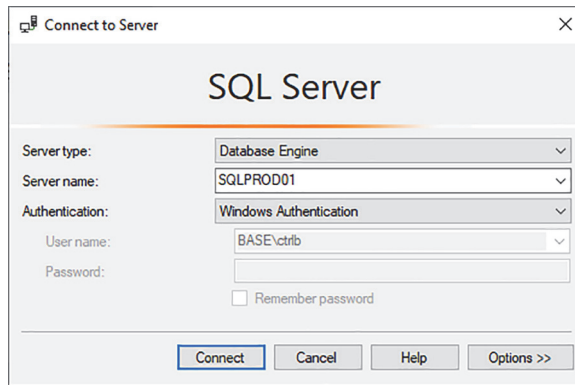 Connect to Server
SQL Server
Server type: Database Engine
Server name: SQLPROD01
Authentication: Windows Authentication
User name: BASE\ctrlb
Password:
Remember password
Connect Cancel Help Options >>